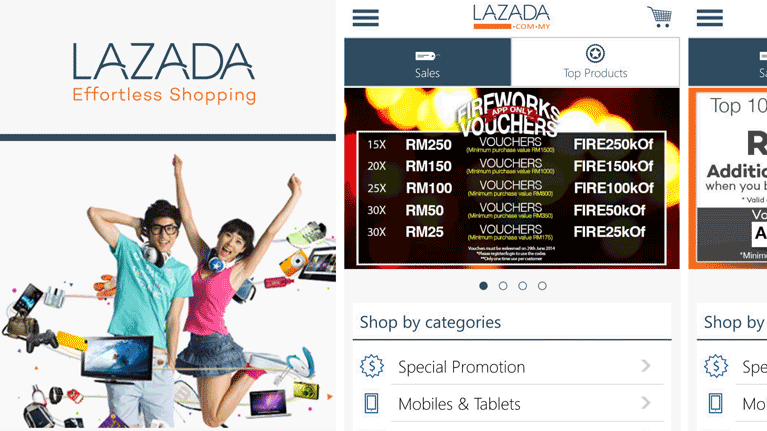 LAZADA
Effortless Shopping
LAZADA
.COM.MY
Sales
Top Products
FIREWORKS
APP ONLY
VOUCHERS
15X RM250 VOUCHERS (Minimum purchase value RM1500) FIRE250kOf
20X RM150 VOUCHERS (Minimum purchase value RM1000) FIRE150kOf
25X RM100 VOUCHERS (Minimum purchase value RM800) FIRE100kOf
30X RM50 VOUCHERS (Minimum purchase value RM350) FIRE50kOf
30X RM25 VOUCHERS (Minimum purchase value RM175) FIRE25kOf
Vouchers must be redeemed on 29th June 2014
*Please register/login to use the codes
**Only one time use per customer
Shop by categories
Special Promotion
Mobiles & Tablets
Sa
Top 10
R
Additio
when you b
* Valid
Vo
A
*Minim
Shop by
Spe
Mo